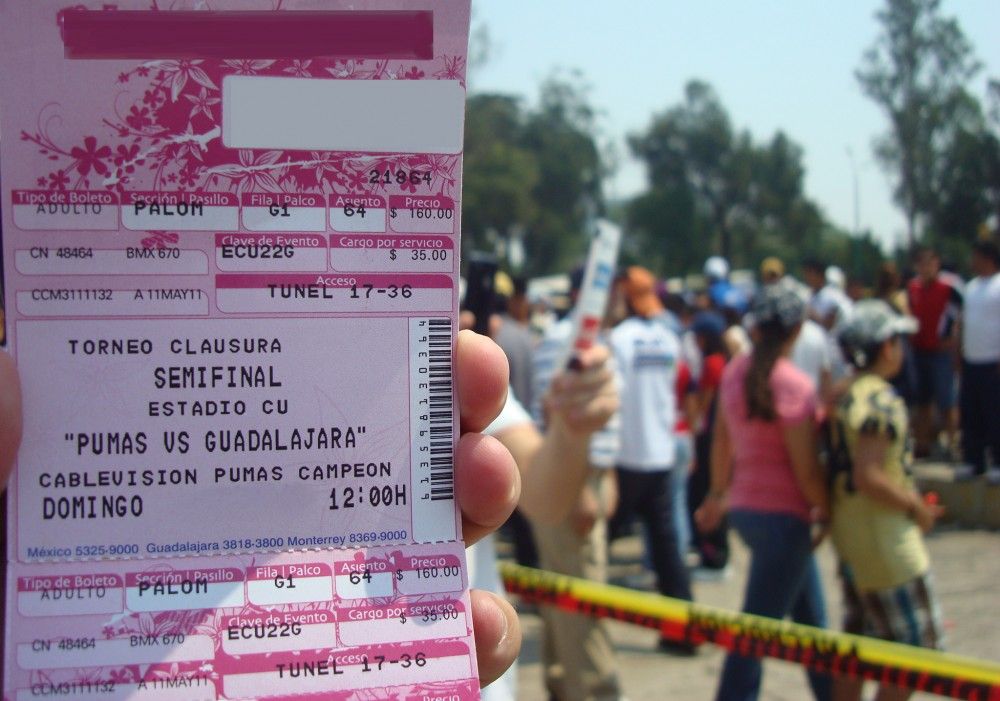 21864
Tipo de Boleto Sección | Pasillo Fila | Palco Asiento Precio
ADULTO PALOM G1 64 $ 160.00
Clave de Evento Cargo por servicio
CN 48464 BMX 670 ECU22G $ 35.00
Acceso
CCM3111132 A 11MAY11 TUNEL 17-36
TORNEO CLAUSURA
SEMIFINAL
ESTADIO CU
"PUMAS VS GUADALAJARA"
CABLEVISION PUMAS CAMPEON
DOMINGO 12:00H
México 5325-9000 Guadalajara 3818-3800 Monterrey 8369-9000
Tipo de Boleto Sección | Pasillo Fila | Palco Asiento Precio
ADULTO PALOM G1 64 $ 160.00
Clave de Evento Cargo por servicio
CN 48464 BMX 670 ECU22G $ 35.00
Acceso
CCM3111132 A 11MAY11 TUNEL 17-36
Precio